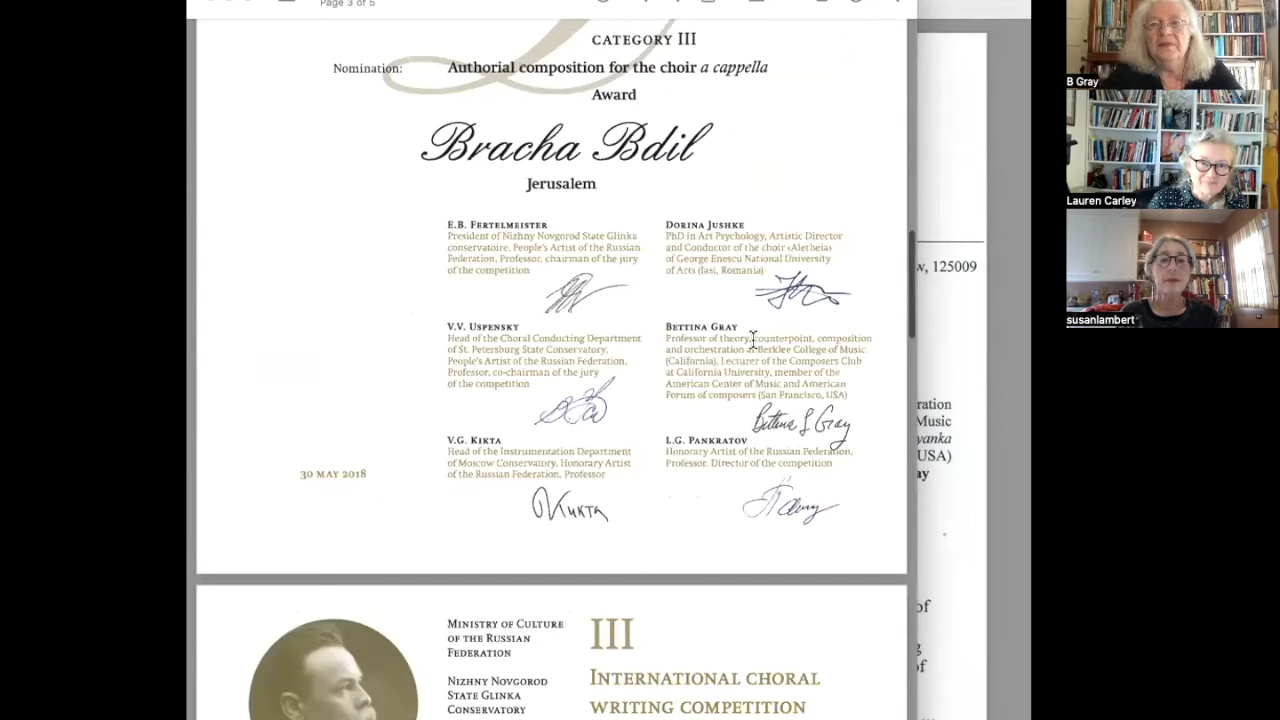 Page 3 of 5
CATEGORY III
Nomination: Authorial composition for the choir a cappella
Award
Bracha Bdil
Jerusalem
E.B. FERTELMEISTER
President of Nizhny Novgorod State Glinka
conservatoire, People's Artist of the Russian
Federation, Professor, chairman of the jury
of the competition
DORINA JUSHKE
PhD in Art Psychology, Artistic Director
and Conductor of the choir «Aletheia»
of George Enescu National University
of Arts (Iasi, Romania)
V.V. USPENSKY
Head of the Choral Conducting Department
of St. Petersburg State Conservatory,
People's Artist of the Russian Federation,
Professor, co-chairman of the jury
of the competition
BETTINA GRAY
Professor of theory, counterpoint, composition
and orchestration at Berklee College of Music
(California), Lecturer of the Composers Club
at California University, member of the
American Center of Music and American
Forum of composers (San Francisco, USA)
Bettina S Gray
V.G. KIKTA
Head of the Instrumentation Department
of Moscow Conservatory, Honorary Artist
of the Russian Federation, Professor
VКикта
L.G. PANKRATOV
Honorary Artist of the Russian Federation,
Professor, Director of the competition
30 MAY 2018
MINISTRY OF CULTURE
OF THE RUSSIAN
FEDERATION
NIZHNY NOVGOROD
STATE GLINKA
CONSERVATORY
III
INTERNATIONAL CHORAL
WRITING COMPETITION
w, 125009
ration
Music
yanka
USA)
ay
of
g
of
B Gray
Lauren Carley
susanlambert